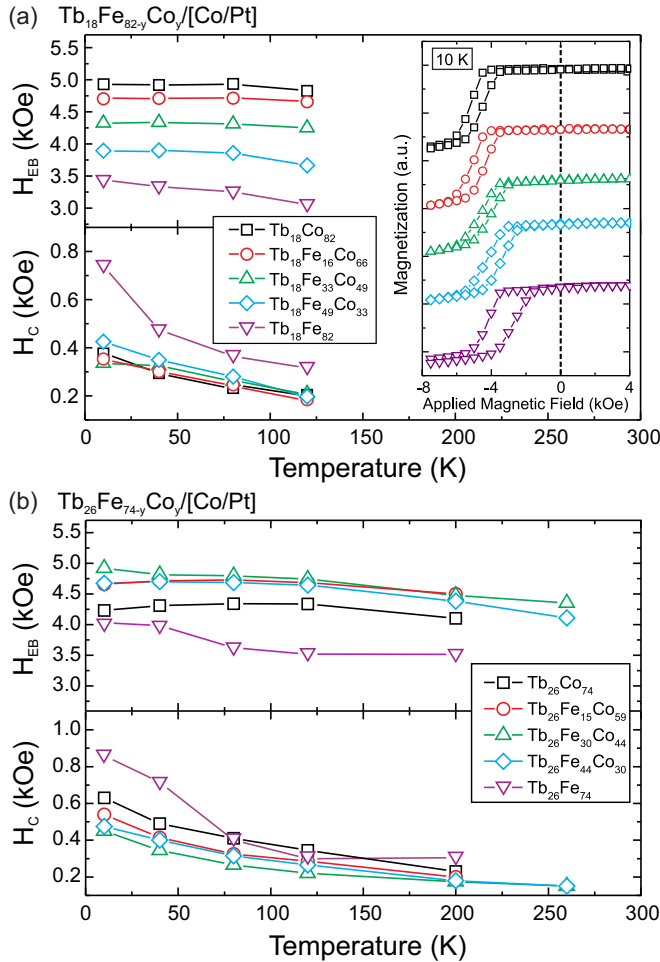 (a) Tb₁₈Fe₈₂₋yCoy/[Co/Pt]
5.5
5.0
4.5
4.0
3.5
3.0
H_EB (kOe)
0.8
0.6
0.4
0.2
H_C (kOe)
Tb₁₈Co₈₂
Tb₁₈Fe₁₆Co₆₆
Tb₁₈Fe₃₃Co₄₉
Tb₁₈Fe₄₉Co₃₃
Tb₁₈Fe₈₂
10 K
Magnetization (a.u.)
-8 -4 0 4
Applied Magnetic Field (kOe)
0 50 100 150 200 250 300
Temperature (K)
(b) Tb₂₆Fe₇₄₋yCoy/[Co/Pt]
5.5
5.0
4.5
4.0
3.5
3.0
H_EB (kOe)
1.0
0.8
0.6
0.4
0.2
H_C (kOe)
Tb₂₆Co₇₄
Tb₂₆Fe₁₅Co₅₉
Tb₂₆Fe₃₀Co₄₄
Tb₂₆Fe₄₄Co₃₀
Tb₂₆Fe₇₄
0 50 100 150 200 250 300
Temperature (K)